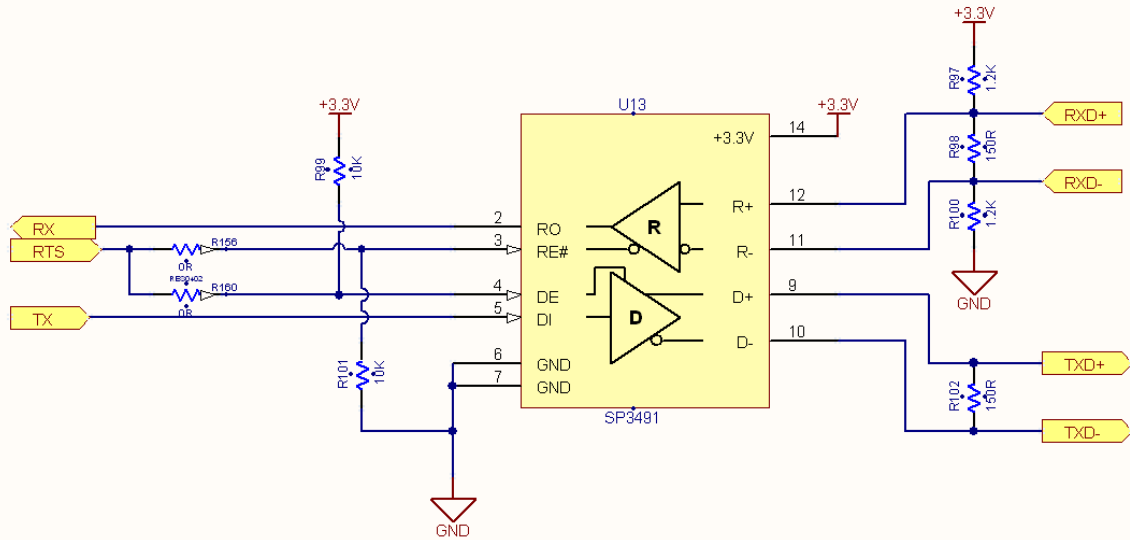 +3.3V
R97
1.2K
+3.3V
U13
+3.3V
RXD+
14
+3.3V
R98
150R
R99
10K
RXD-
12
R+
R100
1.2K
RX
2
RO
R
RTS
R156
3
RE#
11
R-
0R
GND
R160
4
DE
9
D+
0R
TX
5
DI
D
10
D-
6
GND
TXD+
R101
10K
7
GND
R102
150R
SP3491
TXD-
GND